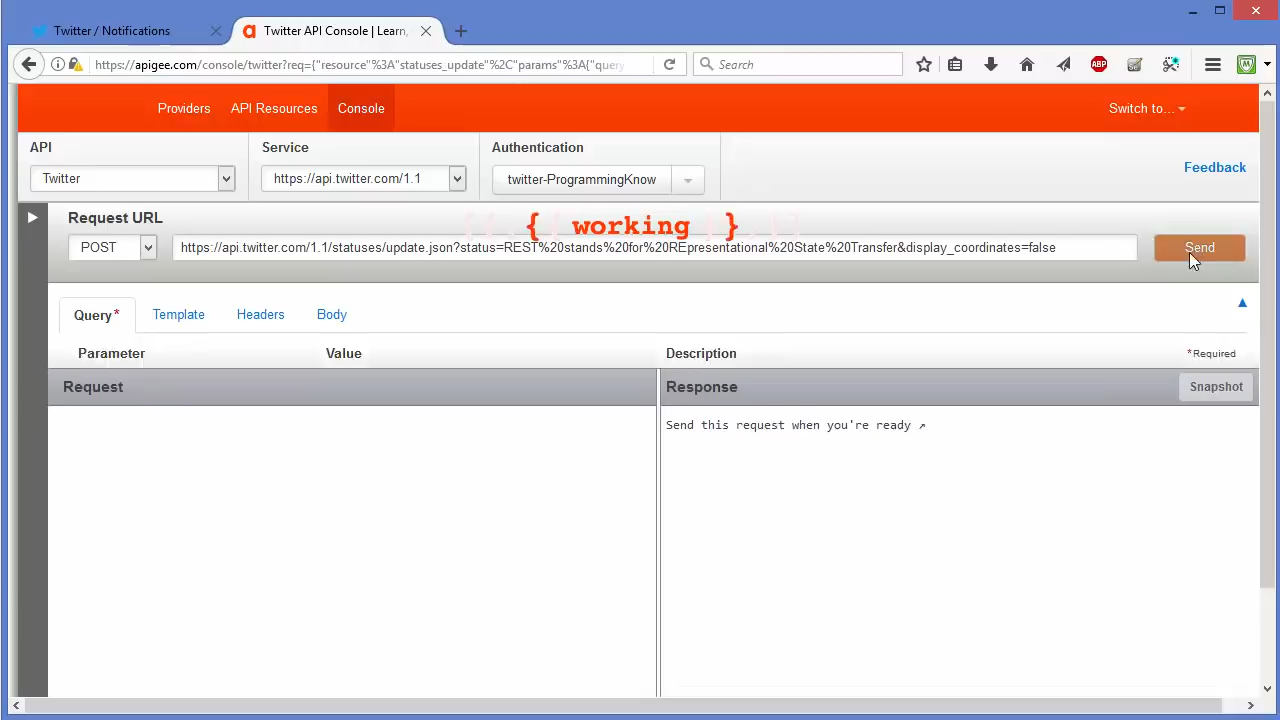 Twitter / Notifications
Twitter API Console | Learn,
https://apigee.com/console/twitter?req={"resource"%3A"statuses_update"%2C"params"%3A{"query
Search
ABP
Providers API Resources Console Switch to...
API Service Authentication
Feedback
Twitter https://api.twitter.com/1.1 twitter-ProgrammingKnow
Request URL
{ working }
POST https://api.twitter.com/1.1/statuses/update.json?status=REST%20stands%20for%20REpresentational%20State%20Transfer&display_coordinates=false Send
Query* Template Headers Body
Parameter Value Description *Required
Request Response Snapshot
Send this request when you're ready ↗